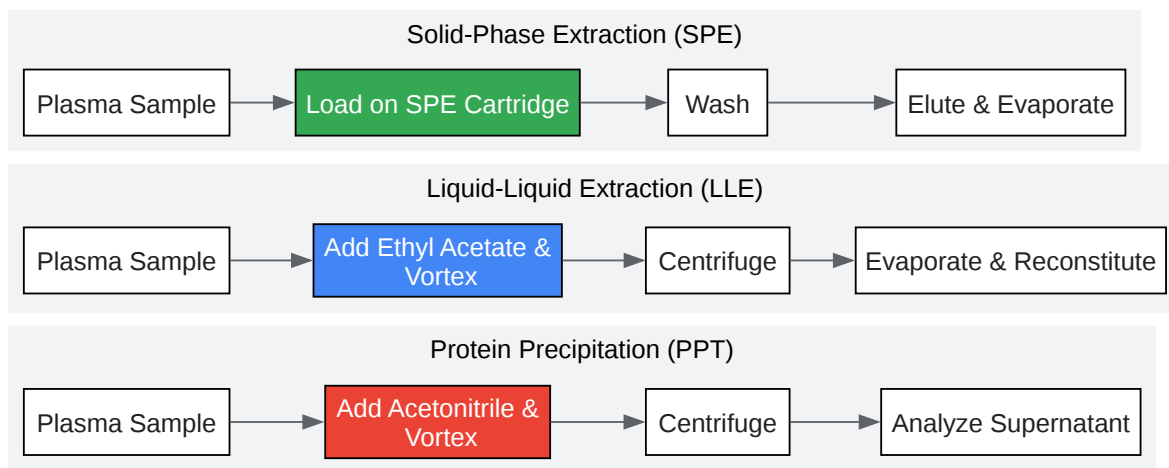 Solid-Phase Extraction (SPE)
Plasma Sample
Load on SPE Cartridge
Wash
Elute & Evaporate
Liquid-Liquid Extraction (LLE)
Plasma Sample
Add Ethyl Acetate &
Vortex
Centrifuge
Evaporate & Reconstitute
Protein Precipitation (PPT)
Plasma Sample
Add Acetonitrile &
Vortex
Centrifuge
Analyze Supernatant